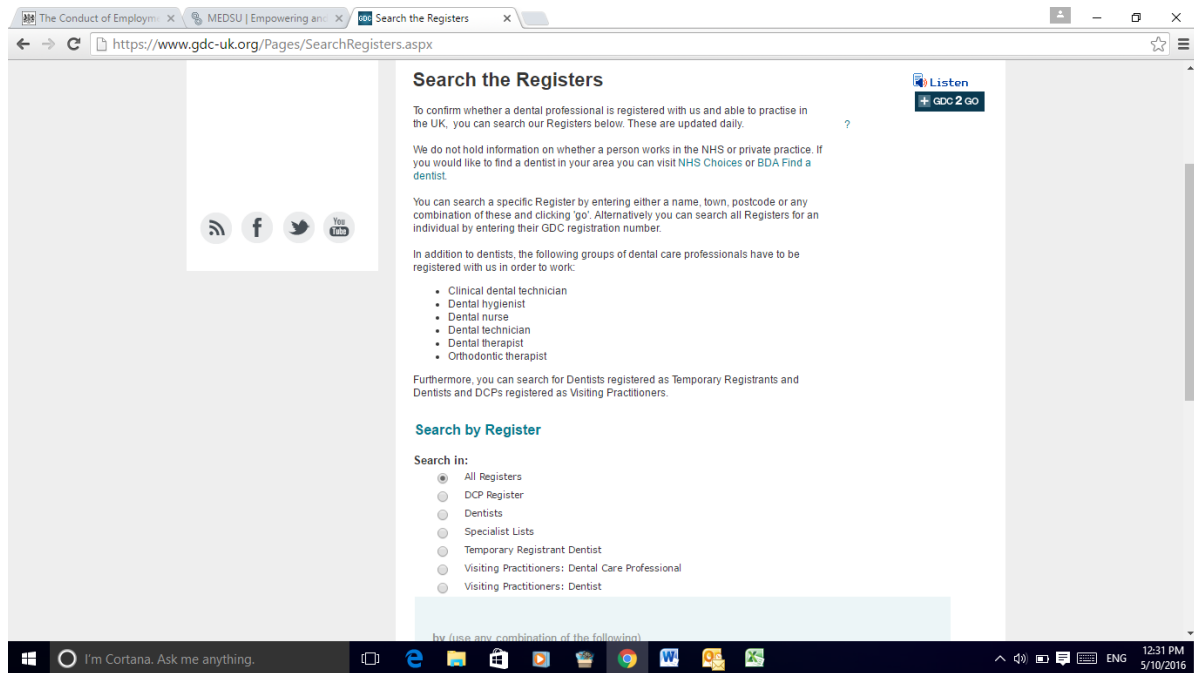 The Conduct of Employme
MEDSU | Empowering and
GDC Search the Registers
https://www.gdc-uk.org/Pages/SearchRegisters.aspx
Search the Registers
Listen
GDC 2 GO
To confirm whether a dental professional is registered with us and able to practise in
the UK, you can search our Registers below. These are updated daily.
?
We do not hold information on whether a person works in the NHS or private practice. If
you would like to find a dentist in your area you can visit NHS Choices or BDA Find a
dentist.
You can search a specific Register by entering either a name, town, postcode or any
combination of these and clicking 'go'. Alternatively you can search all Registers for an
individual by entering their GDC registration number.
You
Tube
In addition to dentists, the following groups of dental care professionals have to be
registered with us in order to work:
Clinical dental technician
Dental hygienist
Dental nurse
Dental technician
Dental therapist
Orthodontic therapist
Furthermore, you can search for Dentists registered as Temporary Registrants and
Dentists and DCPs registered as Visiting Practitioners.
Search by Register
Search in:
All Registers
DCP Register
Dentists
Specialist Lists
Temporary Registrant Dentist
Visiting Practitioners: Dental Care Professional
Visiting Practitioners: Dentist
by (use any combination of the following)
I'm Cortana. Ask me anything.
ENG
12:31 PM
5/10/2016